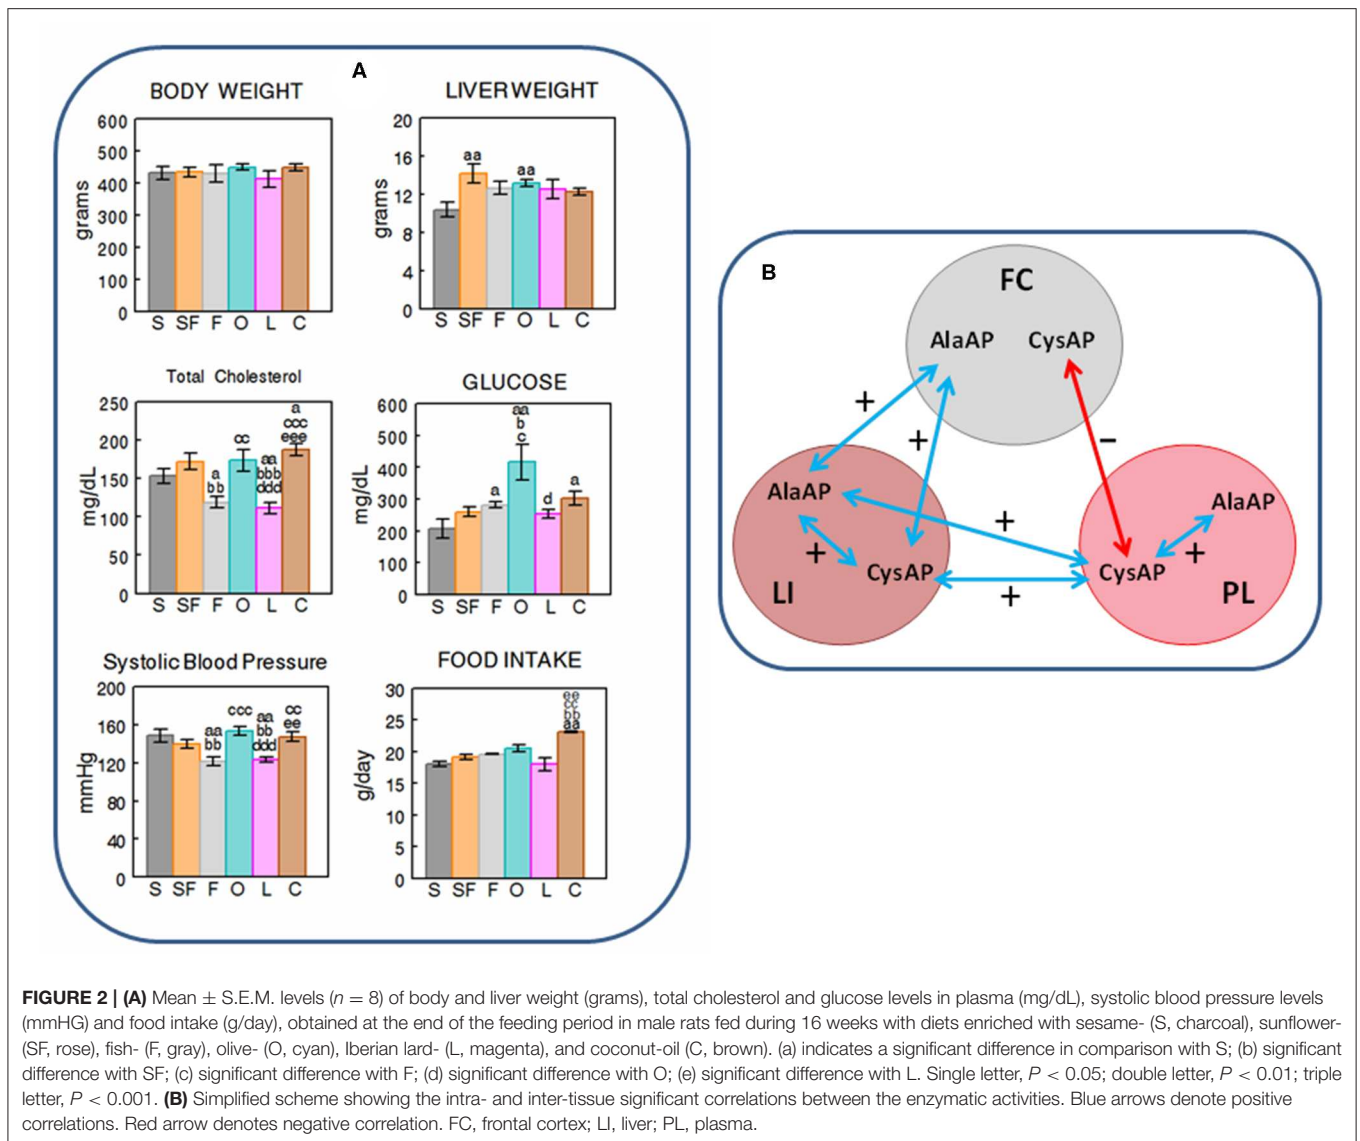 A
BODY WEIGHT
600
500
400
300
200
100
0
grams
S SF F O L C
LIVER WEIGHT
20
16
12
8
4
0
grams
aa
aa
S SF F O L C
Total Cholesterol
250
200
150
100
50
0
mg/dL
a
bb
cc
aa
bbb
ddd
a
ccc
eee
S SF F O L C
GLUCOSE
600
400
300
200
100
0
mg/dL
a
aa
b
c
d
a
S SF F O L C
Systolic Blood Pressure
200
160
120
80
40
0
mmHg
aa
bb
ccc
aa
bb
ddd
cc
ee
S SF F O L C
FOOD INTAKE
30
25
20
15
10
5
0
g/day
ee
cc
bb
aa
S SF F O L C
B
FC
AlaAP CysAP
+
+
−
AlaAP
+
CysAP
LI
+
+
AlaAP
+
CysAP
PL
FIGURE 2 | (A) Mean ± S.E.M. levels (n = 8) of body and liver weight (grams), total cholesterol and glucose levels in plasma (mg/dL), systolic blood pressure levels
(mmHG) and food intake (g/day), obtained at the end of the feeding period in male rats fed during 16 weeks with diets enriched with sesame- (S, charcoal), sunflower-
(SF, rose), fish- (F, gray), olive- (O, cyan), Iberian lard- (L, magenta), and coconut-oil (C, brown). (a) indicates a significant difference in comparison with S; (b) significant
difference with SF; (c) significant difference with F; (d) significant difference with O; (e) significant difference with L. Single letter, P < 0.05; double letter, P < 0.01; triple
letter, P < 0.001. (B) Simplified scheme showing the intra- and inter-tissue significant correlations between the enzymatic activities. Blue arrows denote positive
correlations. Red arrow denotes negative correlation. FC, frontal cortex; LI, liver; PL, plasma.